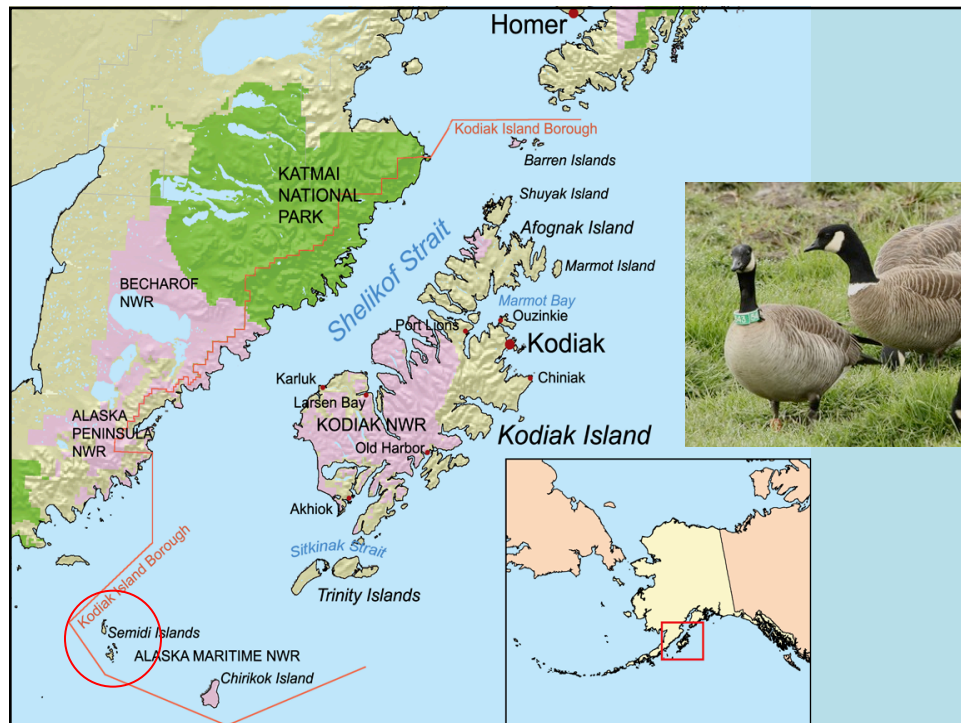 Homer
Kodiak Island Borough
Barren Islands
KATMAI
NATIONAL
PARK
Shuyak Island
Afognak Island
Shelikof Strait
Marmot Island
BECHAROF
NWR
Marmot Bay
Ouzinkie
Port Lions
Kodiak
Karluk
Chiniak
Larsen Bay
ALASKA
PENINSULA
NWR
KODIAK NWR
Kodiak Island
Old Harbor
Akhiok
Sitkinak Strait
Trinity Islands
Kodiak Island Borough
Semidi Islands
ALASKA MARITIME NWR
Chirikok Island